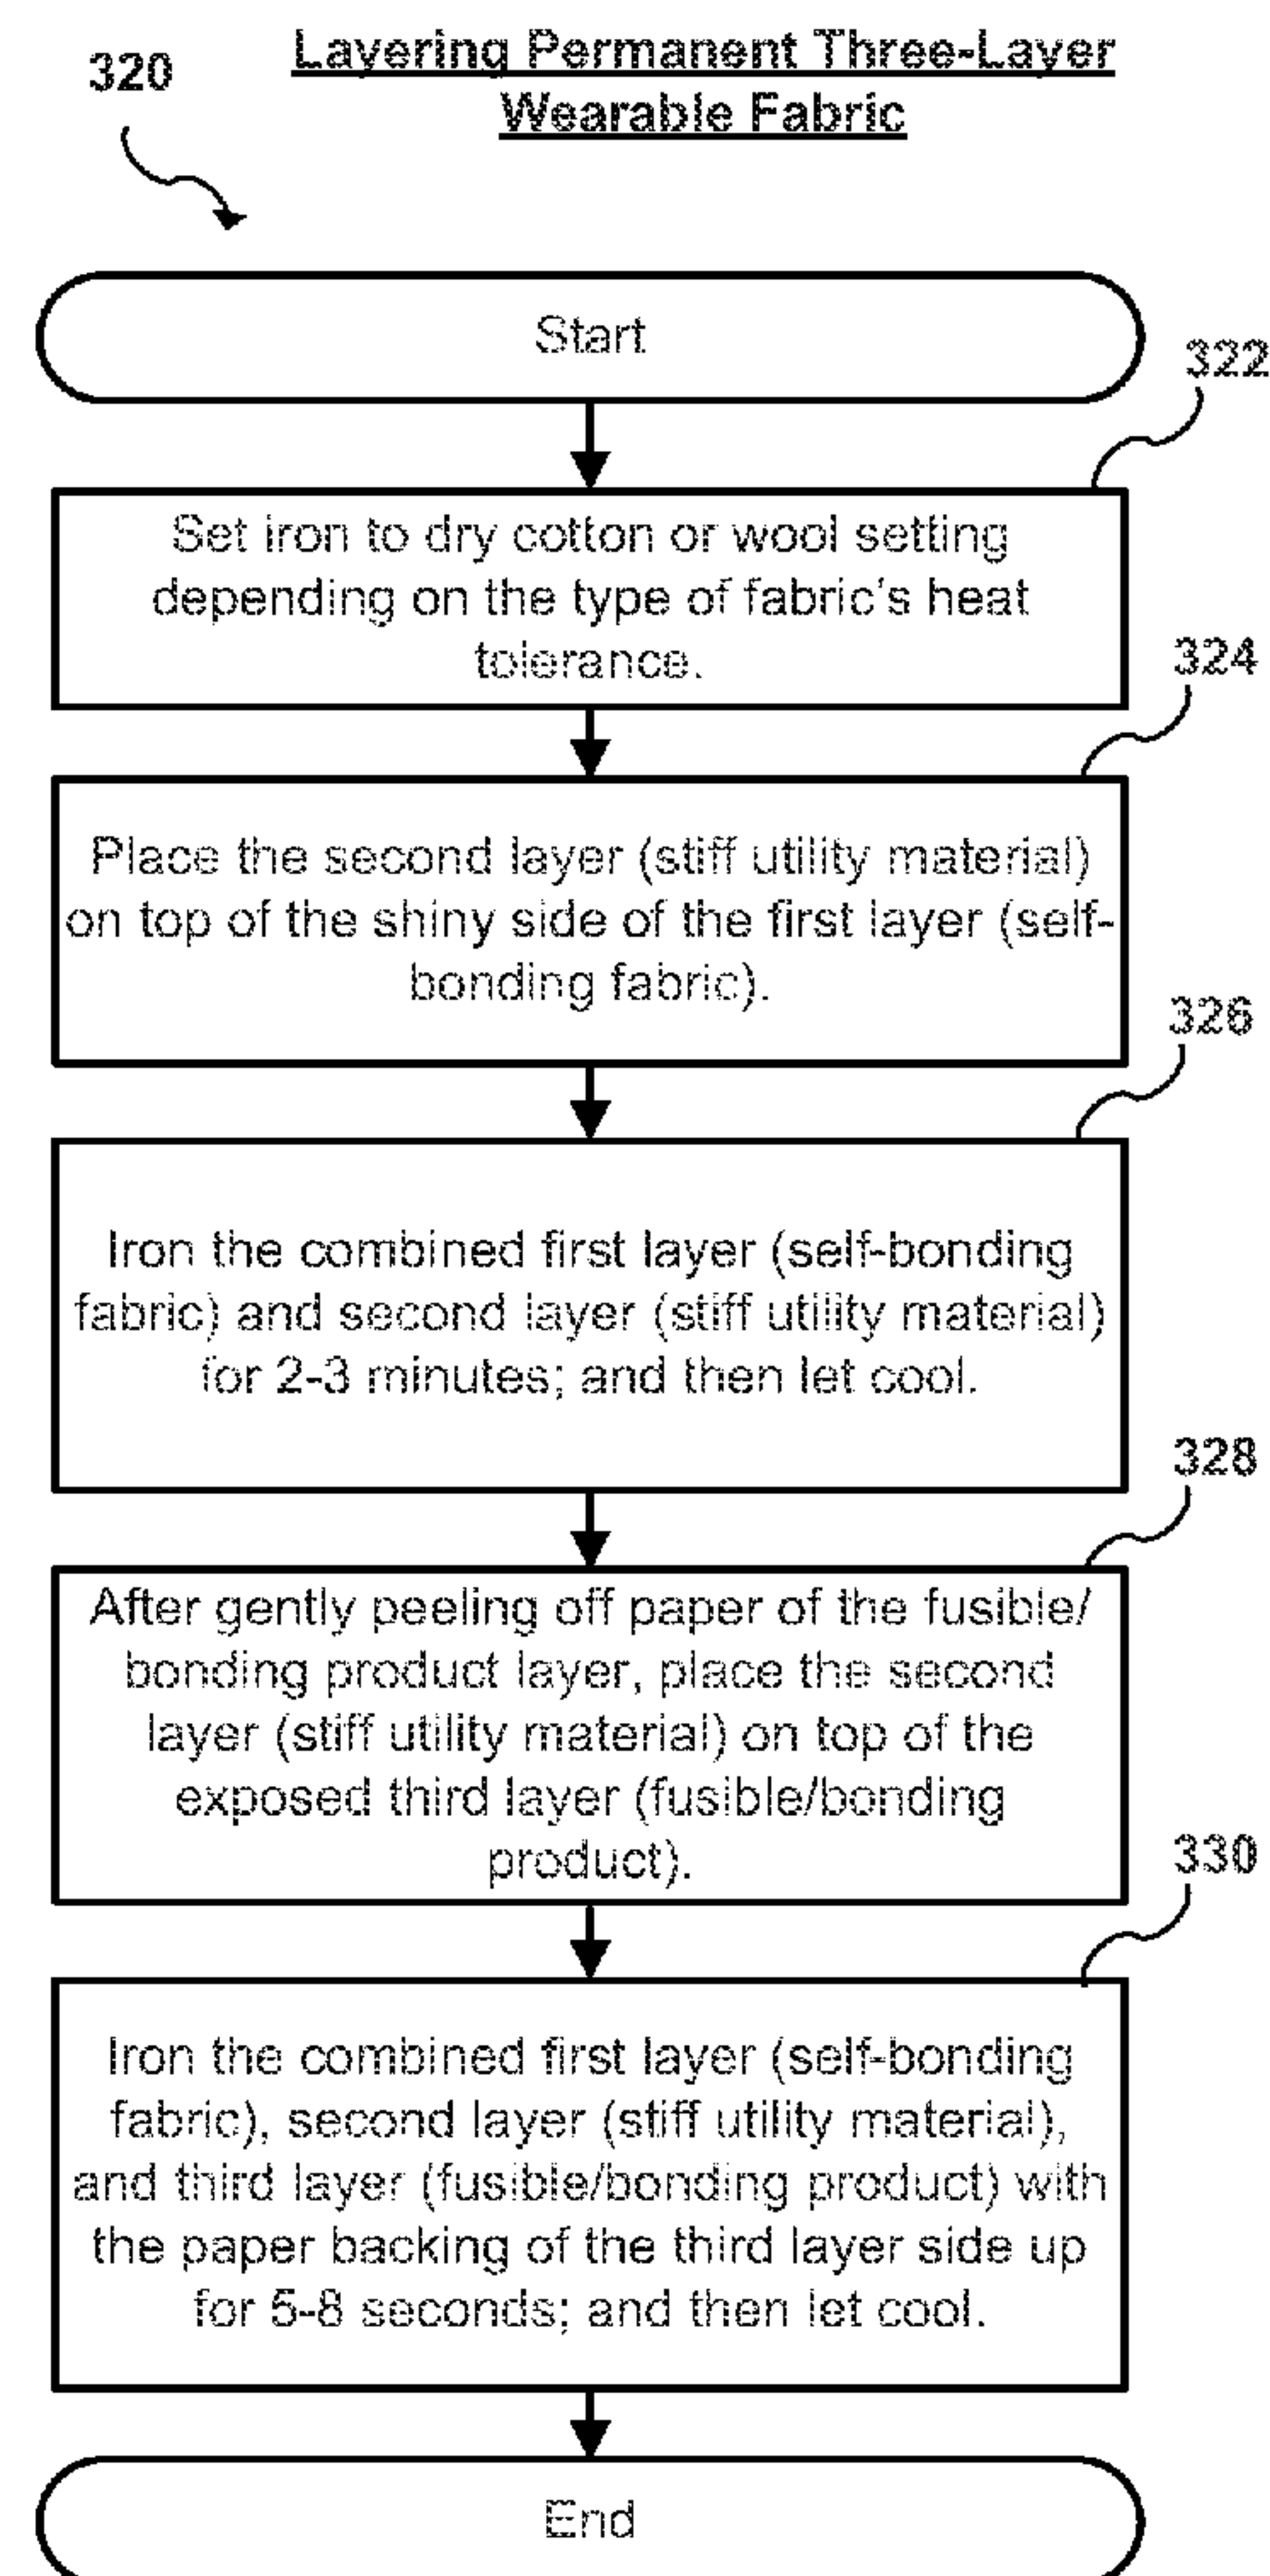 320
Layering Permanent Three-Layer
Wearable Fabric
Start
322
Set iron to dry cotton or wool setting
depending on the type of fabric's heat
tolerance.
324
Place the second layer (stiff utility material)
on top of the shiny side of the first layer (self-
bonding fabric).
326
Iron the combined first layer (self-bonding
fabric) and second layer (stiff utility material)
for 2-3 minutes; and then let cool.
328
After gently peeling off paper of the fusible/
bonding product layer, place the second
layer (stiff utility material) on top of the
exposed third layer (fusible/bonding
product).
330
Iron the combined first layer (self-bonding
fabric), second layer (stiff utility material),
and third layer (fusible/bonding product) with
the paper backing of the third layer side up
for 5-8 seconds; and then let cool.
End